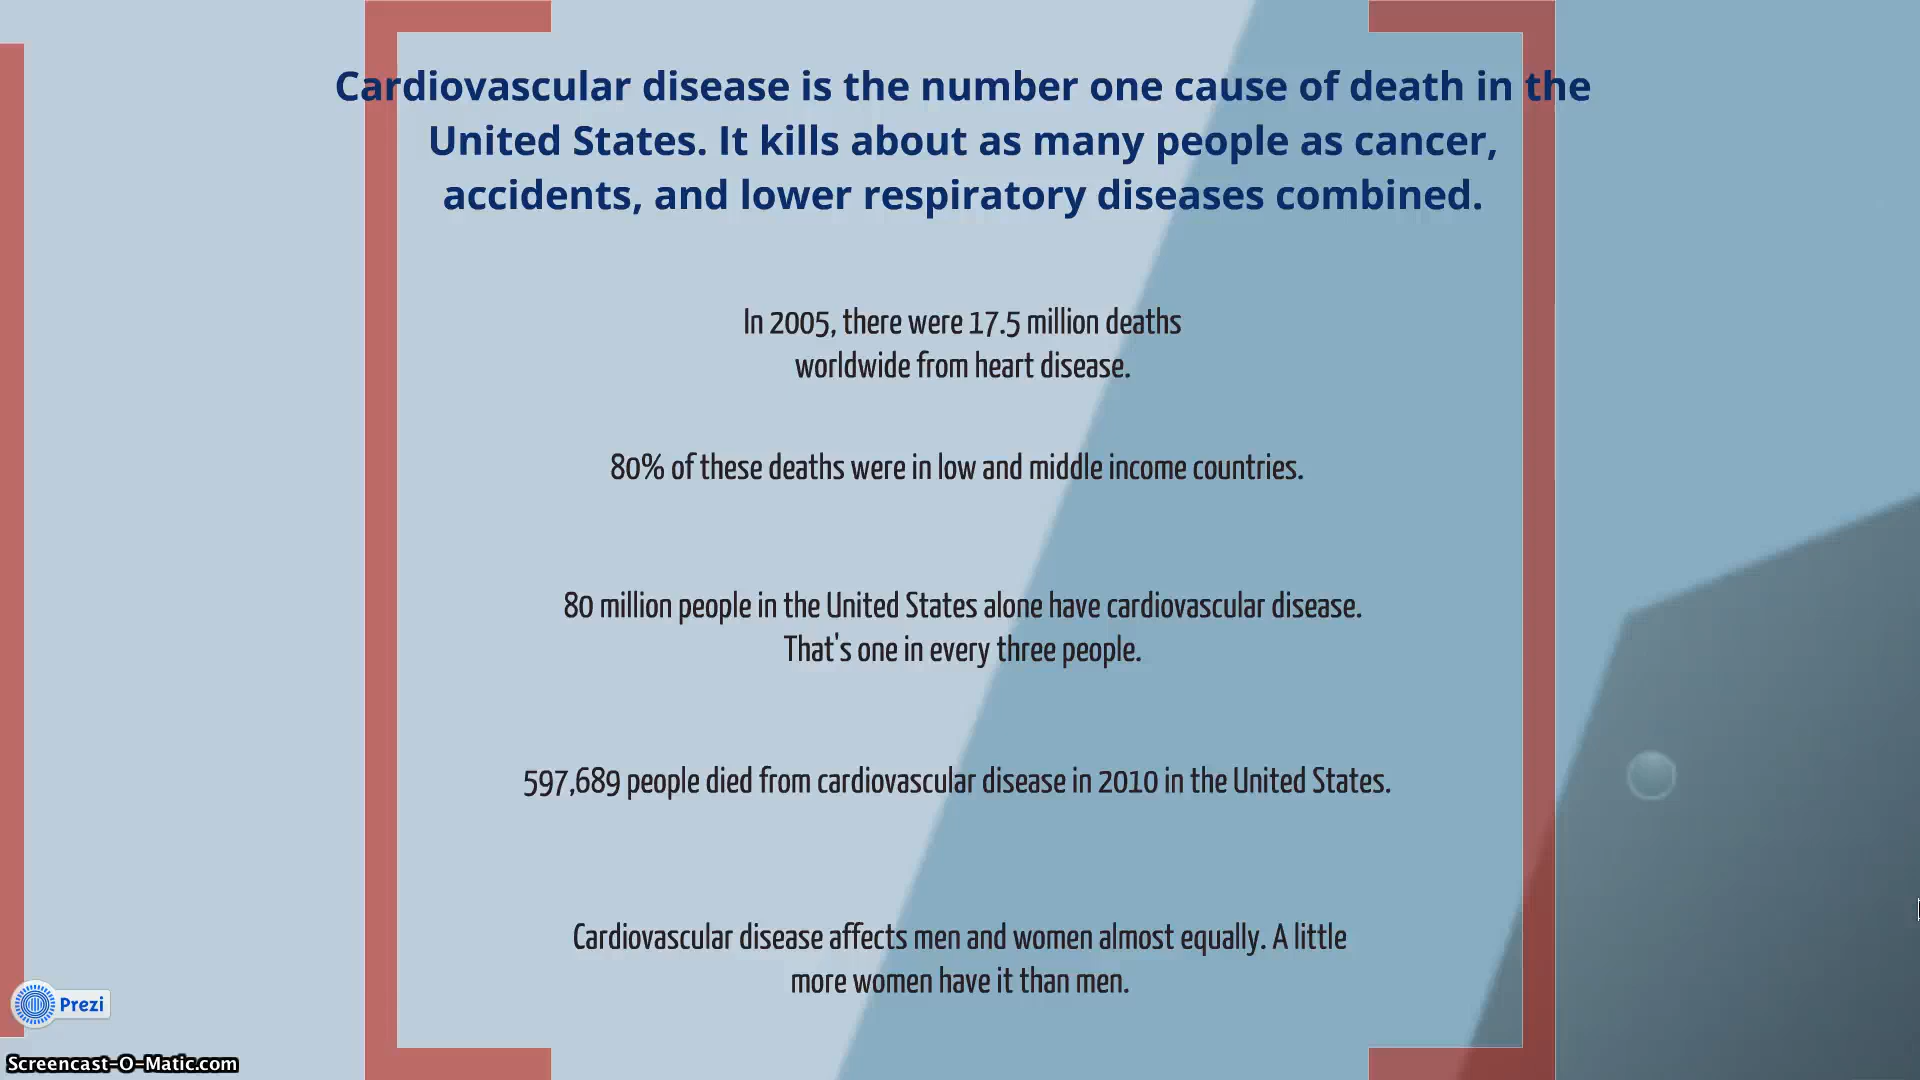 Cardiovascular disease is the number one cause of death in the
United States. It kills about as many people as cancer,
accidents, and lower respiratory diseases combined.
In 2005, there were 17.5 million deaths
worldwide from heart disease.
80% of these deaths were in low and middle income countries.
80 million people in the United States alone have cardiovascular disease.
That's one in every three people.
597,689 people died from cardiovascular disease in 2010 in the United States.
Cardiovascular disease affects men and women almost equally. A little
more women have it than men.
Prezi
Screencast-O-Matic.com